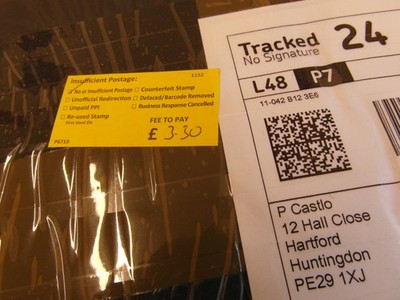 Insufficient Postage: 1152
No or Insufficient Postage Counterfeit Stamp
Unofficial Redirection Defaced/Barcode Removed
Unpaid PPI Business Response Cancelled
Re-used Stamp
FEE TO PAY
£ 3.30
P6719
Tracked 24
No Signature
L48 P7
11-042 B12 3E6
P Castlo
12 Hall Close
Hartford
Huntingdon
PE29 1XJ